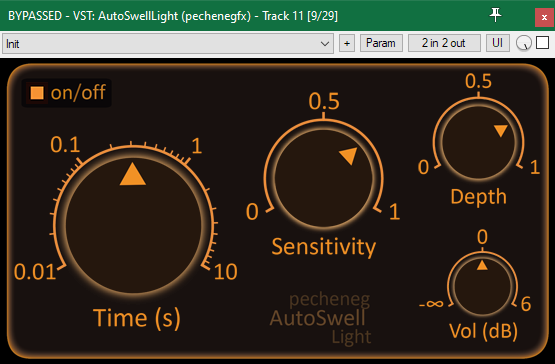 BYPASSED - VST: AutoSwellLight (pechenegfx) - Track 11 [9/29]
x
Init
+
Param
2 in 2 out
UI
on/off
0.01
0.1
1
10
Time (s)
0
0.5
1
Sensitivity
0
0.5
1
Depth
-∞
0
6
Vol (dB)
pecheneg
AutoSwell
Light